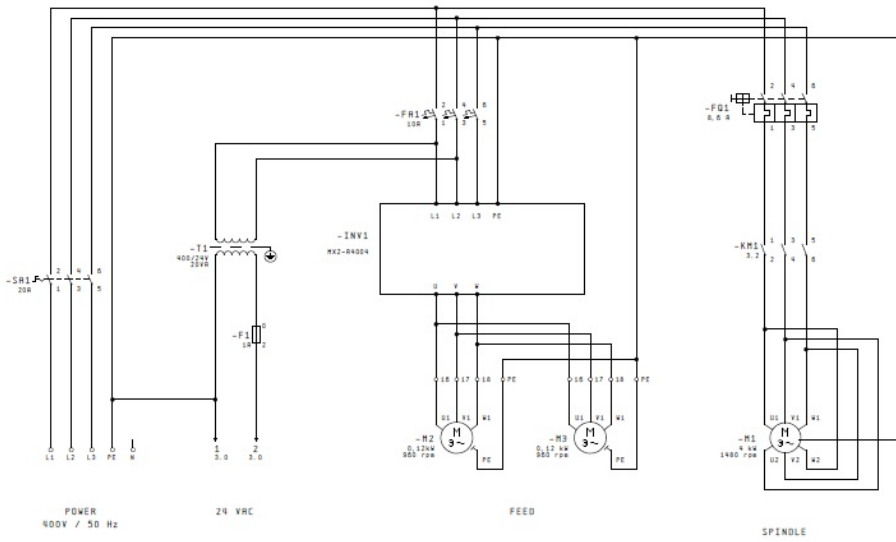 2 4 6
-FA1
10A
1 3 5
2 4 6
-FQ1
8,6 A
1 3 5
L1 L2 L3 PE
-INV1
MX2-A4004
U V W
-T1
400/24V
20VA
-KM1
3.2
1 3 5
2 4 6
-SA1
20A
2 4 6
1 3 5
-F1
1A
2
16 17 18 PE
16 17 18 PE
U1 V1 W1
-M2
0,12kW
960 rpm
M
3~
PE
U1 V1 W1
-M3
0,12 kW
960 rpm
M
3~
PE
U1 V1 W1
-M1
4 kW
1480 rpm
M
3~
U2 V2 W2
L1 L2 L3 PE N
1 2
3.0 3.0
POWER
400V / 50 Hz
24 VAC
FEED
SPINDLE